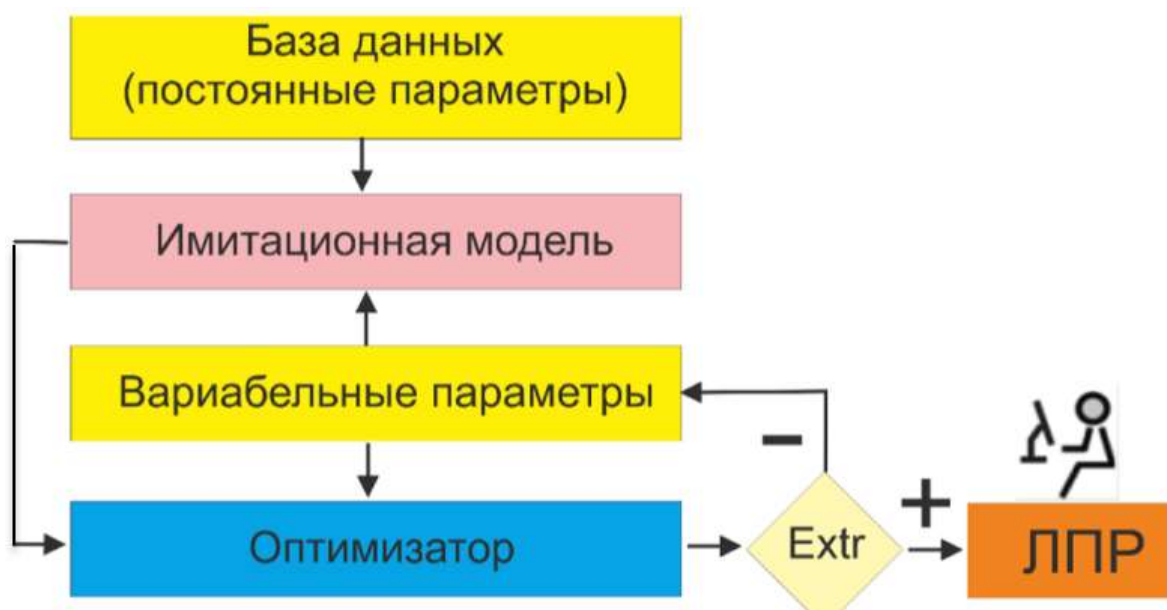 База данных
(постоянные параметры)
Имитационная модель
Вариабельные параметры
−
+
Оптимизатор
Extr
ЛПР